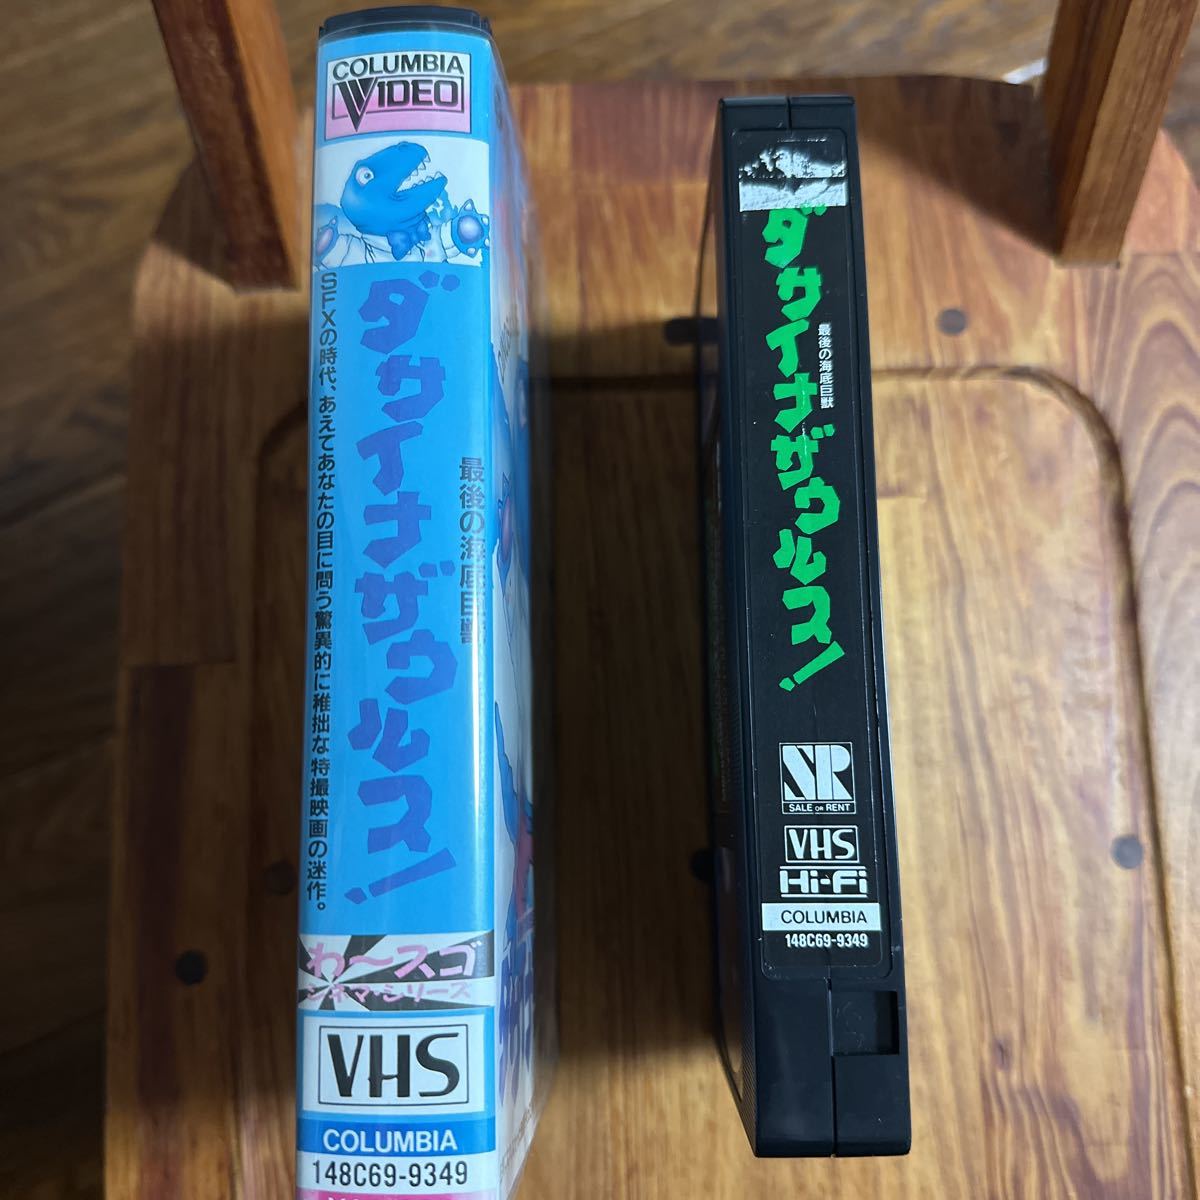 COLUMBIA
VIDEO
ダサイナザウルス!
最後の海底巨獣
SFXの時代、あえてあなたの目に問う驚異的に稚拙な特撮映画の迷作。
わ〜スゴ
シネマ・シリーズ
VHS
COLUMBIA
148C69-9349
ダサイナザウルス!
最後の海底巨獣
SR
SALE OR RENT
VHS
Hi-Fi
COLUMBIA
148C69-9349